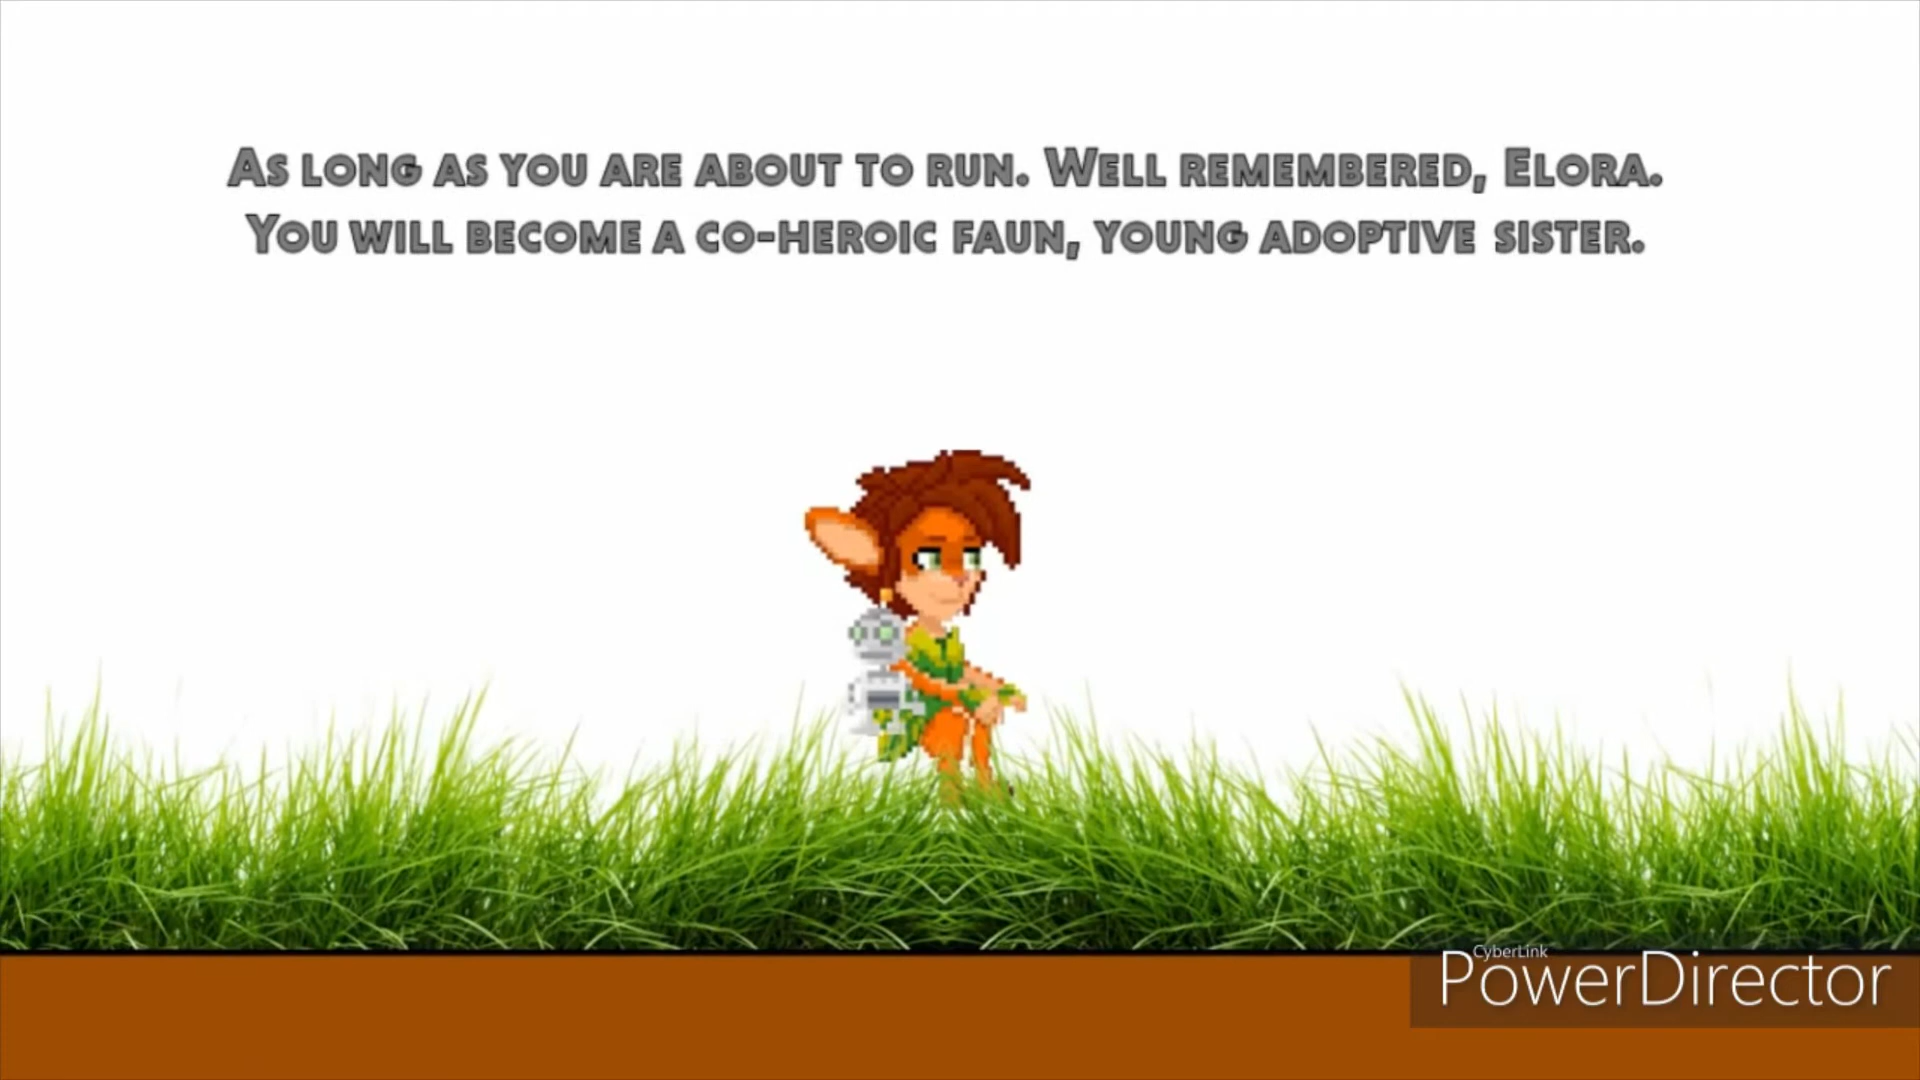 As long as you are about to run. Well remembered, Elora.
You will become a co-heroic faun, young adoptive sister.
CyberLink
PowerDirector